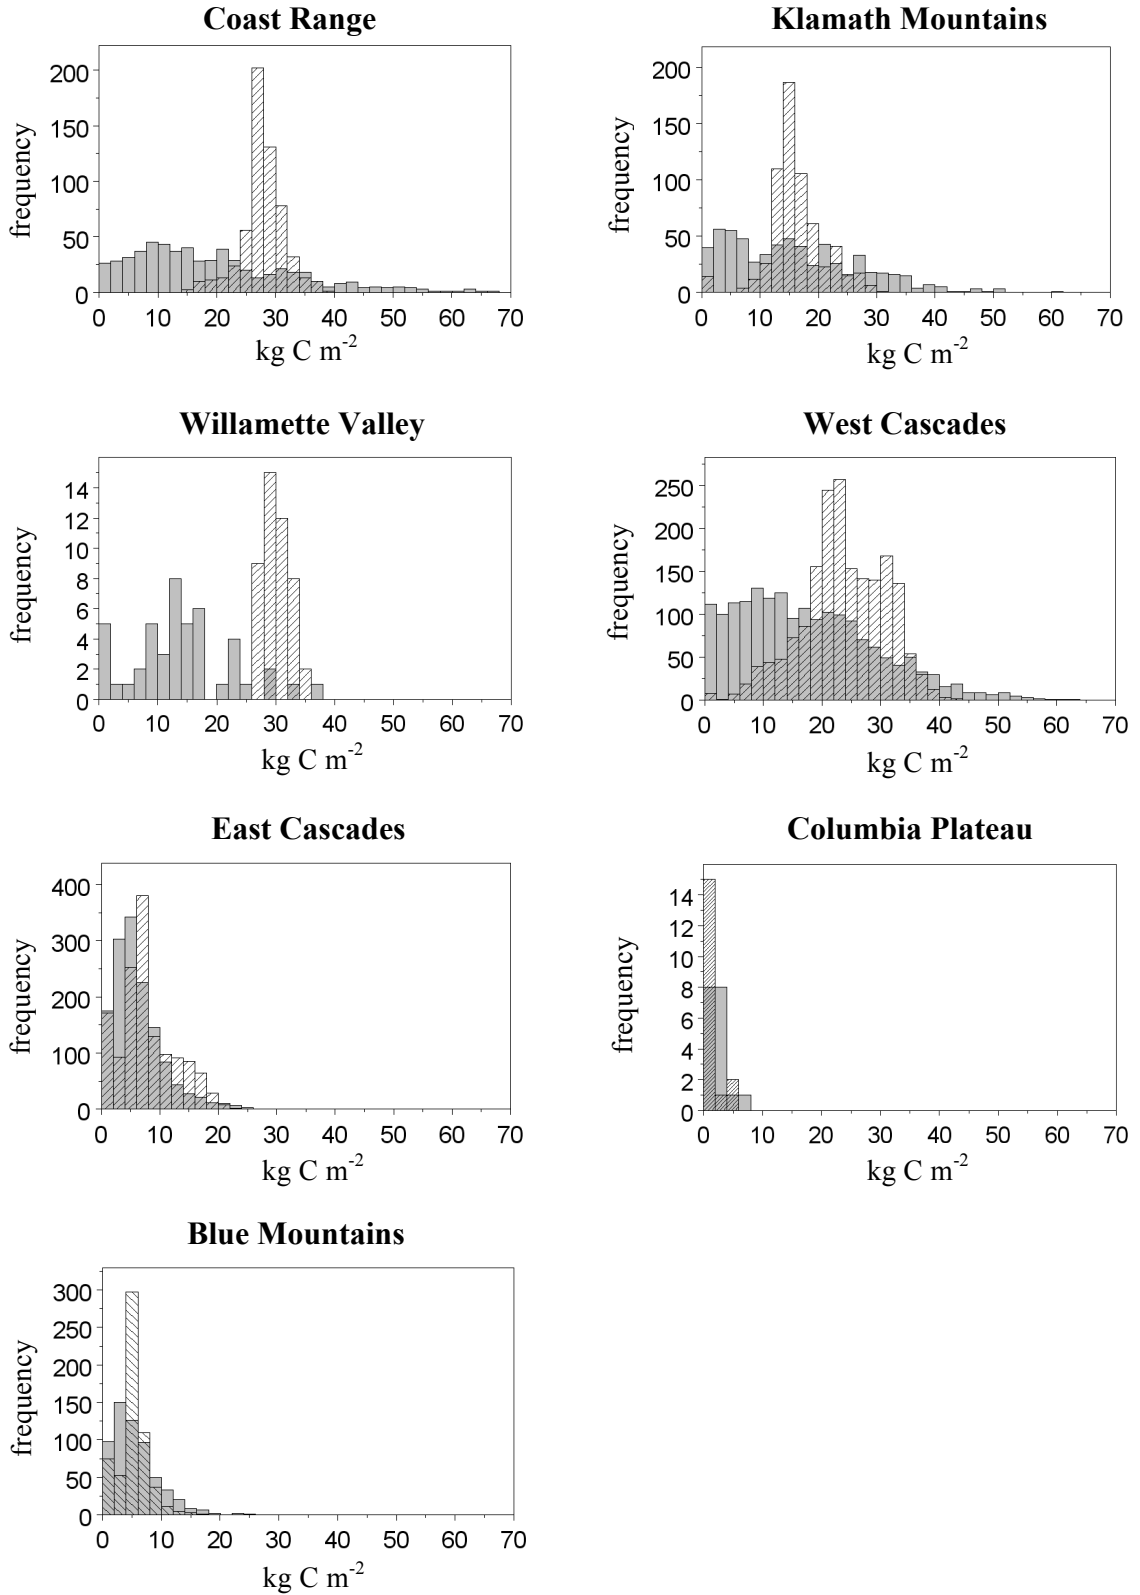 Coast Range
frequency
200
150
100
50
0
0 10 20 30 40 50 60 70
kg C m-2
Klamath Mountains
frequency
200
150
100
50
0
0 10 20 30 40 50 60 70
kg C m-2
Willamette Valley
frequency
14
12
10
8
6
4
2
0
0 10 20 30 40 50 60 70
kg C m-2
West Cascades
frequency
250
200
150
100
50
0
0 10 20 30 40 50 60 70
kg C m-2
East Cascades
frequency
400
300
200
100
0
0 10 20 30 40 50 60 70
kg C m-2
Columbia Plateau
frequency
14
12
10
8
6
4
2
0
0 10 20 30 40 50 60 70
kg C m-2
Blue Mountains
frequency
300
250
200
150
100
50
0
0 10 20 30 40 50 60 70
kg C m-2